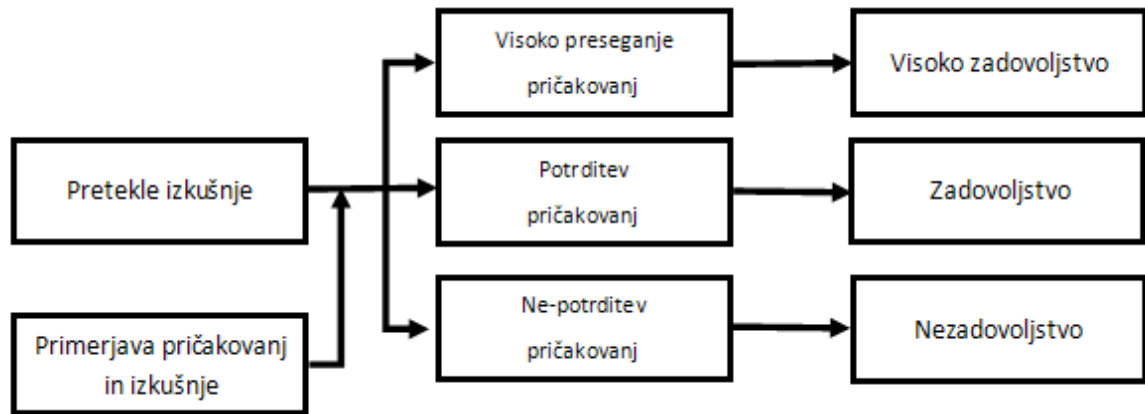 Visoko preseganje
pričakovanj
Visoko zadovoljstvo
Pretekle izkušnje
Potrditev
pričakovanj
Zadovoljstvo
Primerjava pričakovanj
in izkušnje
Ne-potrditev
pričakovanj
Nezadovoljstvo